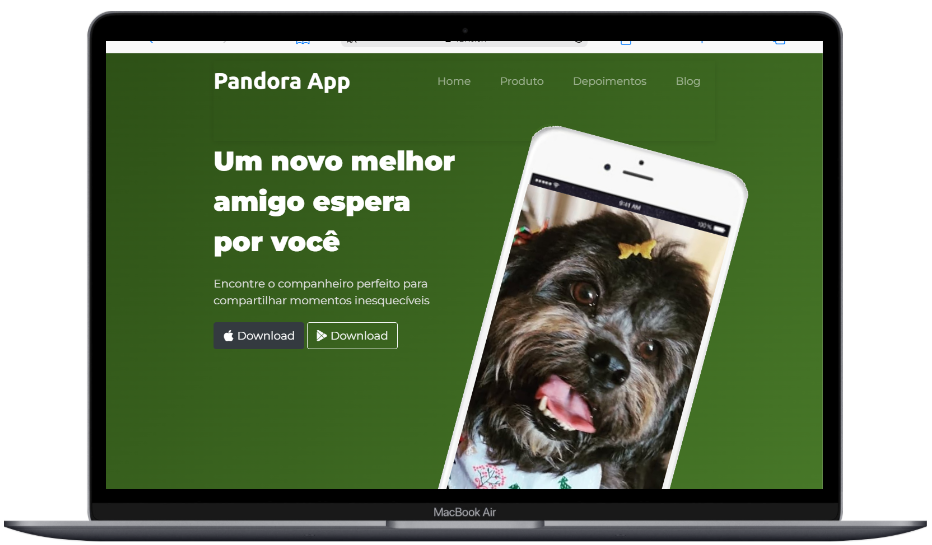 Pandora App
Home Produto Depoimentos Blog
Um novo melhor
amigo espera
por você
Encontre o companheiro perfeito para
compartilhar momentos inesquecíveis
Download Download
9:41 AM
100%
MacBook Air